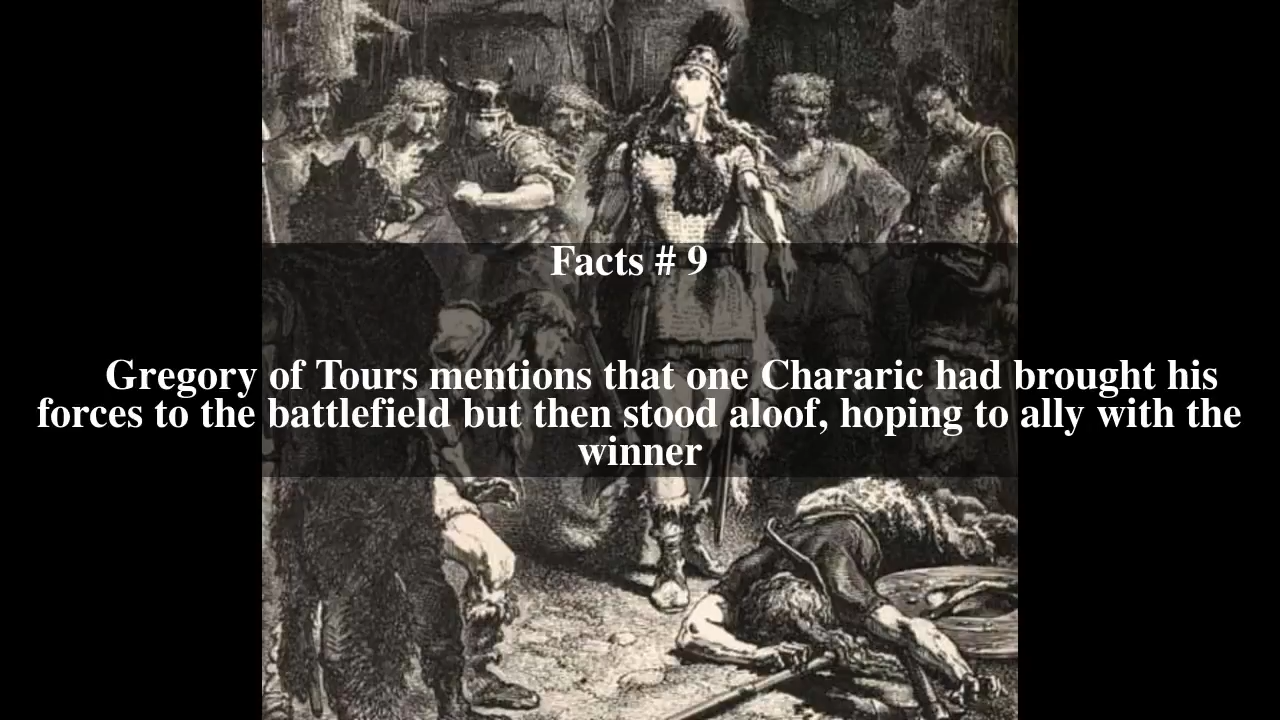 Facts # 9
Gregory of Tours mentions that one Chararic had brought his
forces to the battlefield but then stood aloof, hoping to ally with the
winner